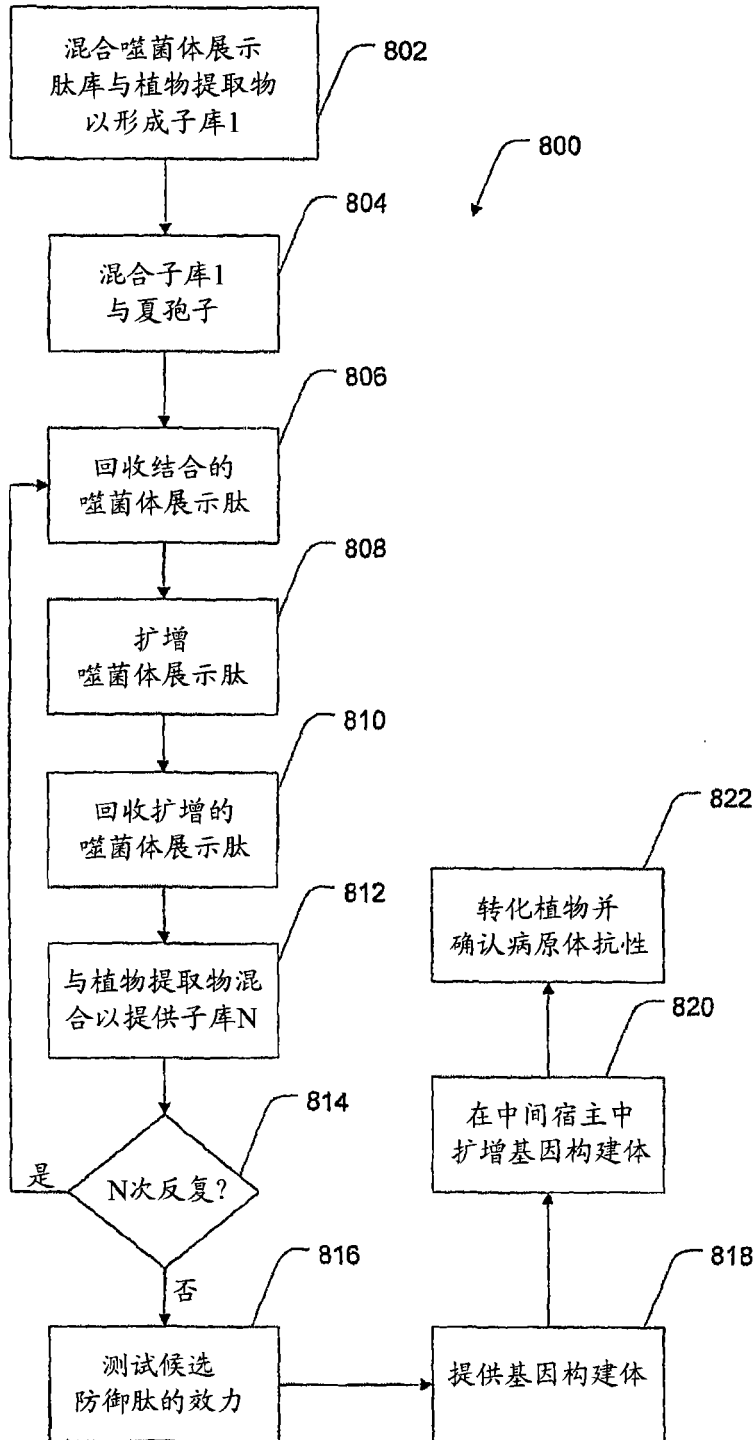 混合噬菌体展示
肽库与植物提取物
以形成子库1
802
800
804
混合子库1
与夏孢子
806
回收结合的
噬菌体展示肽
808
扩增
噬菌体展示肽
810
回收扩增的
噬菌体展示肽
812
与植物提取物混
合以提供子库N
814
N次反复?
是
否
816
测试候选
防御肽的效力
818
提供基因构建体
820
在中间宿主中
扩增基因构建体
822
转化植物并
确认病原体抗性